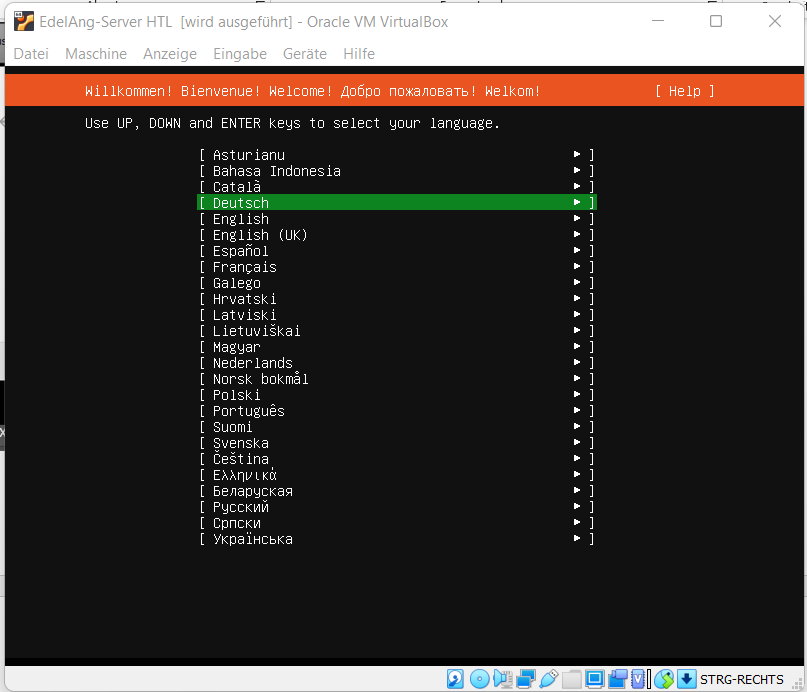 EdelAng-Server HTL [wird ausgeführt] - Oracle VM VirtualBox
Datei Maschine Anzeige Eingabe Geräte Hilfe
Willkommen! Bienvenue! Welcome! Добро пожаловать! Welkom! [ Help ]
Use UP, DOWN and ENTER keys to select your language.
[ Asturianu ► ]
[ Bahasa Indonesia ► ]
[ Català ► ]
[ Deutsch ► ]
[ English ► ]
[ English (UK) ► ]
[ Español ► ]
[ Français ► ]
[ Galego ► ]
[ Hrvatski ► ]
[ Latviski ► ]
[ Lietuviškai ► ]
[ Magyar ► ]
[ Nederlands ► ]
[ Norsk bokmål ► ]
[ Polski ► ]
[ Português ► ]
[ Suomi ► ]
[ Svenska ► ]
[ Čeština ► ]
[ Ελληνικά ► ]
[ Беларуская ► ]
[ Русский ► ]
[ Српски ► ]
[ Українська ► ]
STRG-RECHTS